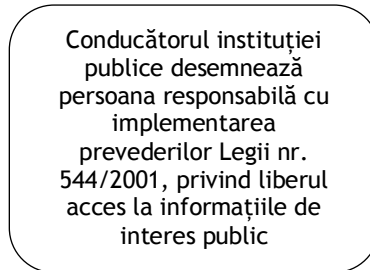 Conducătorul instituției
publice desemnează
persoana responsabilă cu
implementarea
prevederilor Legii nr.
544/2001, privind liberul
acces la informațiile de
interes public